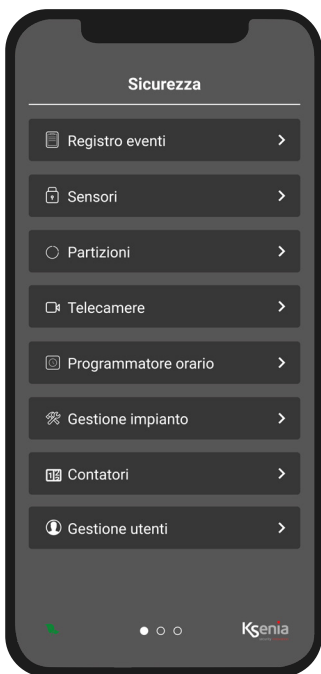 Sicurezza
Registro eventi
Sensori
Partizioni
Telecamere
Programmatore orario
Gestione impianto
Contatori
Gestione utenti
Ksenia